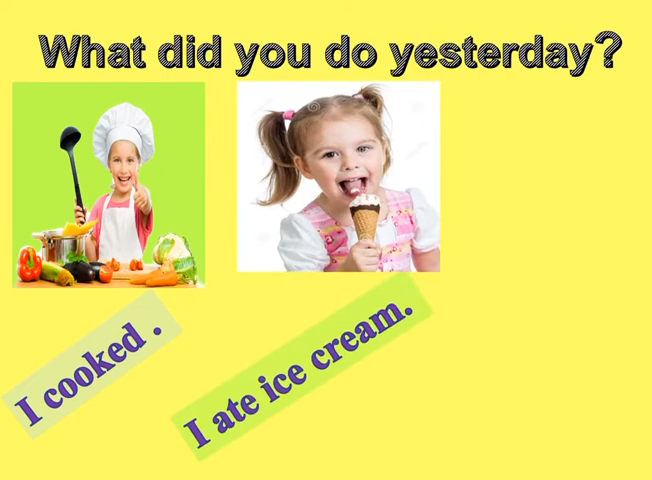 What did you do yesterday?
I cooked .
I ate ice cream.